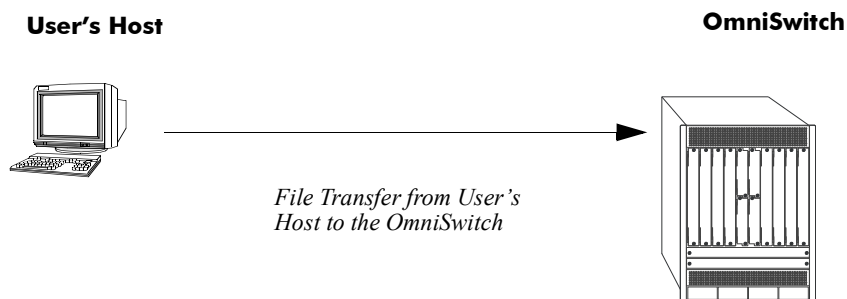 User’s Host
OmniSwitch
File Transfer from User’s
Host to the OmniSwitch